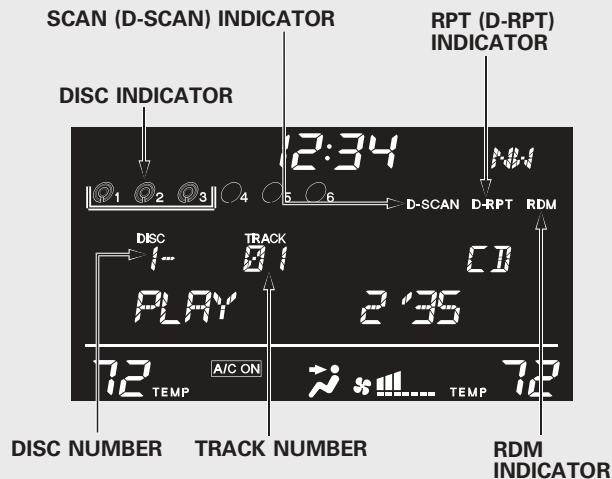 SCAN (D-SCAN) INDICATOR
RPT (D-RPT)
INDICATOR
DISC INDICATOR
12:34 NW
1 2 3 4 5 6
D-SCAN D-RPT RDM
DISC TRACK
1- 01 CD
PLAY 2'35
72 TEMP A/C ON TEMP 72
DISC NUMBER TRACK NUMBER
RDM
INDICATOR